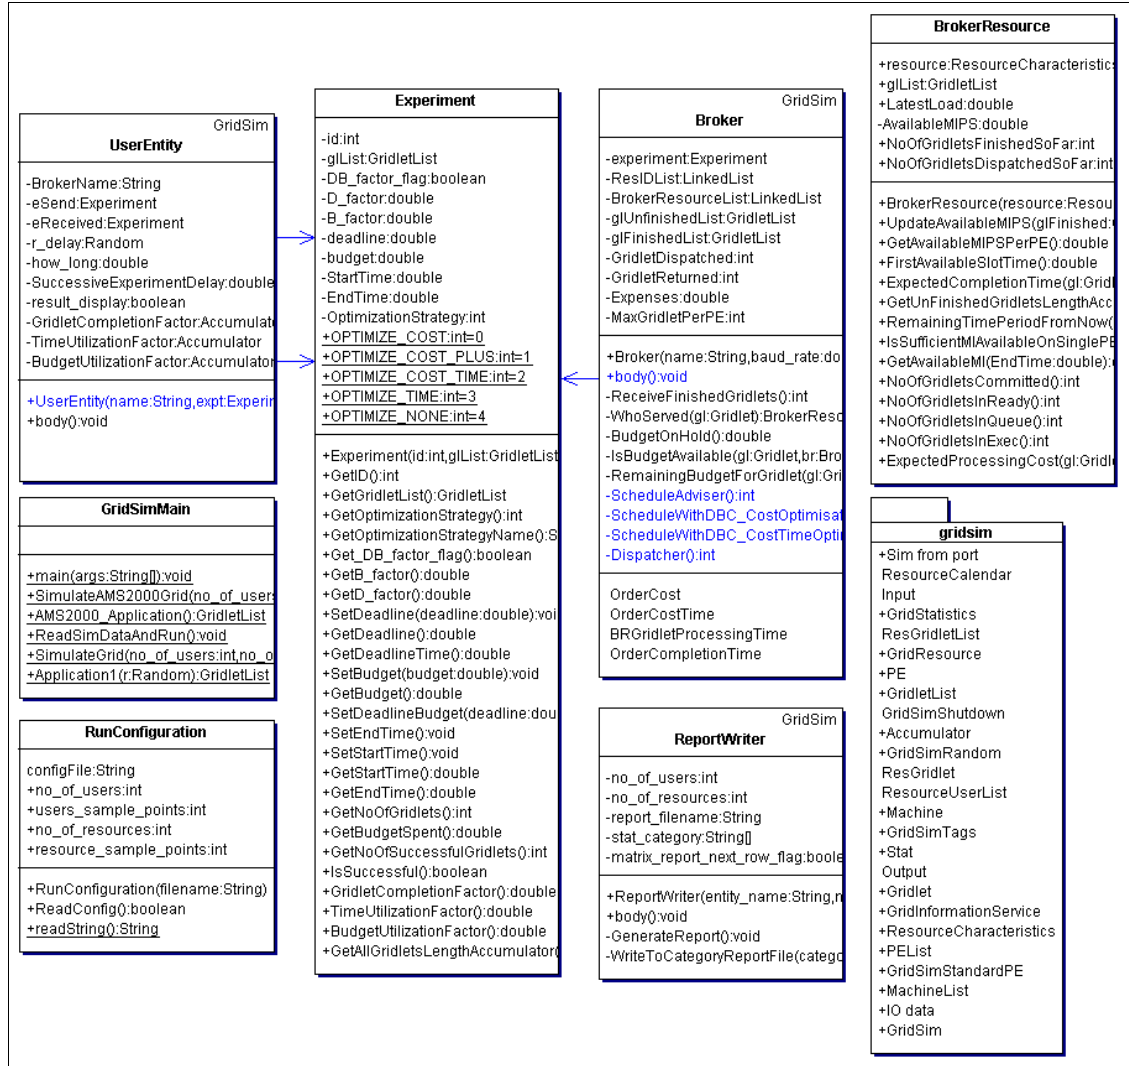 GridSim
UserEntity
-BrokerName:String
-eSend:Experiment
-eReceived:Experiment
-r_delay:Random
-how_long:double
-SuccessiveExperimentDelay:double
-result_display:boolean
-GridletCompletionFactor:Accumulato
-TimeUtilizationFactor:Accumulator
-BudgetUtilizationFactor:Accumulator
+UserEntity(name:String,expt:Experim
+body():void
GridSimMain
+main(args:String[]):void
+SimulateAMS2000Grid(no_of_users
+AMS2000_Application():GridletList
+ReadSimDataAndRun():void
+SimulateGrid(no_of_users:int,no_o
+Application1(r:Random):GridletList
RunConfiguration
configFile:String
+no_of_users:int
+users_sample_points:int
+no_of_resources:int
+resource_sample_points:int
+RunConfiguration(filename:String)
+ReadConfig():boolean
+readString():String
Experiment
-id:int
-glList:GridletList
-DB_factor_flag:boolean
-D_factor:double
-B_factor:double
-deadline:double
-budget:double
-StartTime:double
-EndTime:double
-OptimizationStrategy:int
+OPTIMIZE_COST:int=0
+OPTIMIZE_COST_PLUS:int=1
+OPTIMIZE_COST_TIME:int=2
+OPTIMIZE_TIME:int=3
+OPTIMIZE_NONE:int=4
+Experiment(id:int,glList:GridletList
+GetID():int
+GetGridletList():GridletList
+GetOptimizationStrategy():int
+GetOptimizationStrategyName():S
+Get_DB_factor_flag():boolean
+GetB_factor():double
+GetD_factor():double
+SetDeadline(deadline:double):voi
+GetDeadline():double
+GetDeadlineTime():double
+SetBudget(budget:double):void
+GetBudget():double
+SetDeadlineBudget(deadline:dou
+SetEndTime():void
+SetStartTime():void
+GetStartTime():double
+GetEndTime():double
+GetNoOfGridlets():int
+GetBudgetSpent():double
+GetNoOfSuccessfulGridlets():int
+IsSuccessful():boolean
+GridletCompletionFactor():double
+TimeUtilizationFactor():double
+BudgetUtilizationFactor():double
+GetAllGridletsLengthAccumulator(
GridSim
Broker
-experiment:Experiment
-ResIDList:LinkedList
-BrokerResourceList:LinkedList
-glUnfinishedList:GridletList
-glFinishedList:GridletList
-GridletDispatched:int
-GridletReturned:int
-Expenses:double
-MaxGridletPerPE:int
+Broker(name:String,baud_rate:do
+body():void
-ReceiveFinishedGridlets():int
-WhoServed(gl:Gridlet):BrokerReso
-BudgetOnHold():double
-IsBudgetAvailable(gl:Gridlet,br:Bro
-RemainingBudgetForGridlet(gl:Gri
-ScheduleAdviser():int
-ScheduleWithDBC_CostOptimisat
-ScheduleWithDBC_CostTimeOpti
-Dispatcher():int
OrderCost
OrderCostTime
BRGridletProcessingTime
OrderCompletionTime
GridSim
ReportWriter
-no_of_users:int
-no_of_resources:int
-report_filename:String
-stat_category:String[]
-matrix_report_next_row_flag:boole
+ReportWriter(entity_name:String,n
+body():void
-GenerateReport():void
-WriteToCategoryReportFile(catego
BrokerResource
+resource:ResourceCharacteristics
+glList:GridletList
+LatestLoad:double
-AvailableMIPS:double
+NoOfGridletsFinishedSoFar:int
+NoOfGridletsDispatchedSoFar:int
+BrokerResource(resource:Resou
+UpdateAvailableMIPS(glFinished:
+GetAvailableMIPSPerPE():double
+FirstAvailableSlotTime():double
+ExpectedCompletionTime(gl:Gridl
+GetUnFinishedGridletsLengthAcc
+RemainingTimePeriodFromNow(
+IsSufficientMIAvailableOnSinglePE
+GetAvailableMI(EndTime:double):
+NoOfGridletsCommitted():int
+NoOfGridletsInReady():int
+NoOfGridletsInQueue():int
+NoOfGridletsInExec():int
+ExpectedProcessingCost(gl:Gridl
gridsim
+Sim from port
ResourceCalendar
Input
+GridStatistics
ResGridletList
+GridResource
+PE
+GridletList
GridSimShutdown
+Accumulator
+GridSimRandom
ResGridlet
ResourceUserList
+Machine
+GridSimTags
+Stat
Output
+Gridlet
+GridInformationService
+ResourceCharacteristics
+PEList
+GridSimStandardPE
+MachineList
+IO data
+GridSim